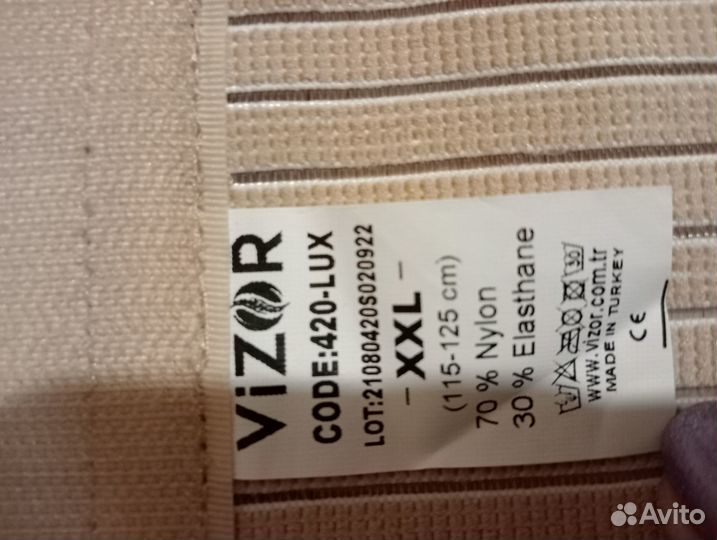 ViZOR
CODE:420-LUX
LOT:21080420S020922
- XXL -
(115-125 cm)
70 % Nylon
30 % Elasthane
30
www.vizor.com.tr
MADE IN TURKEY
CE
Avito